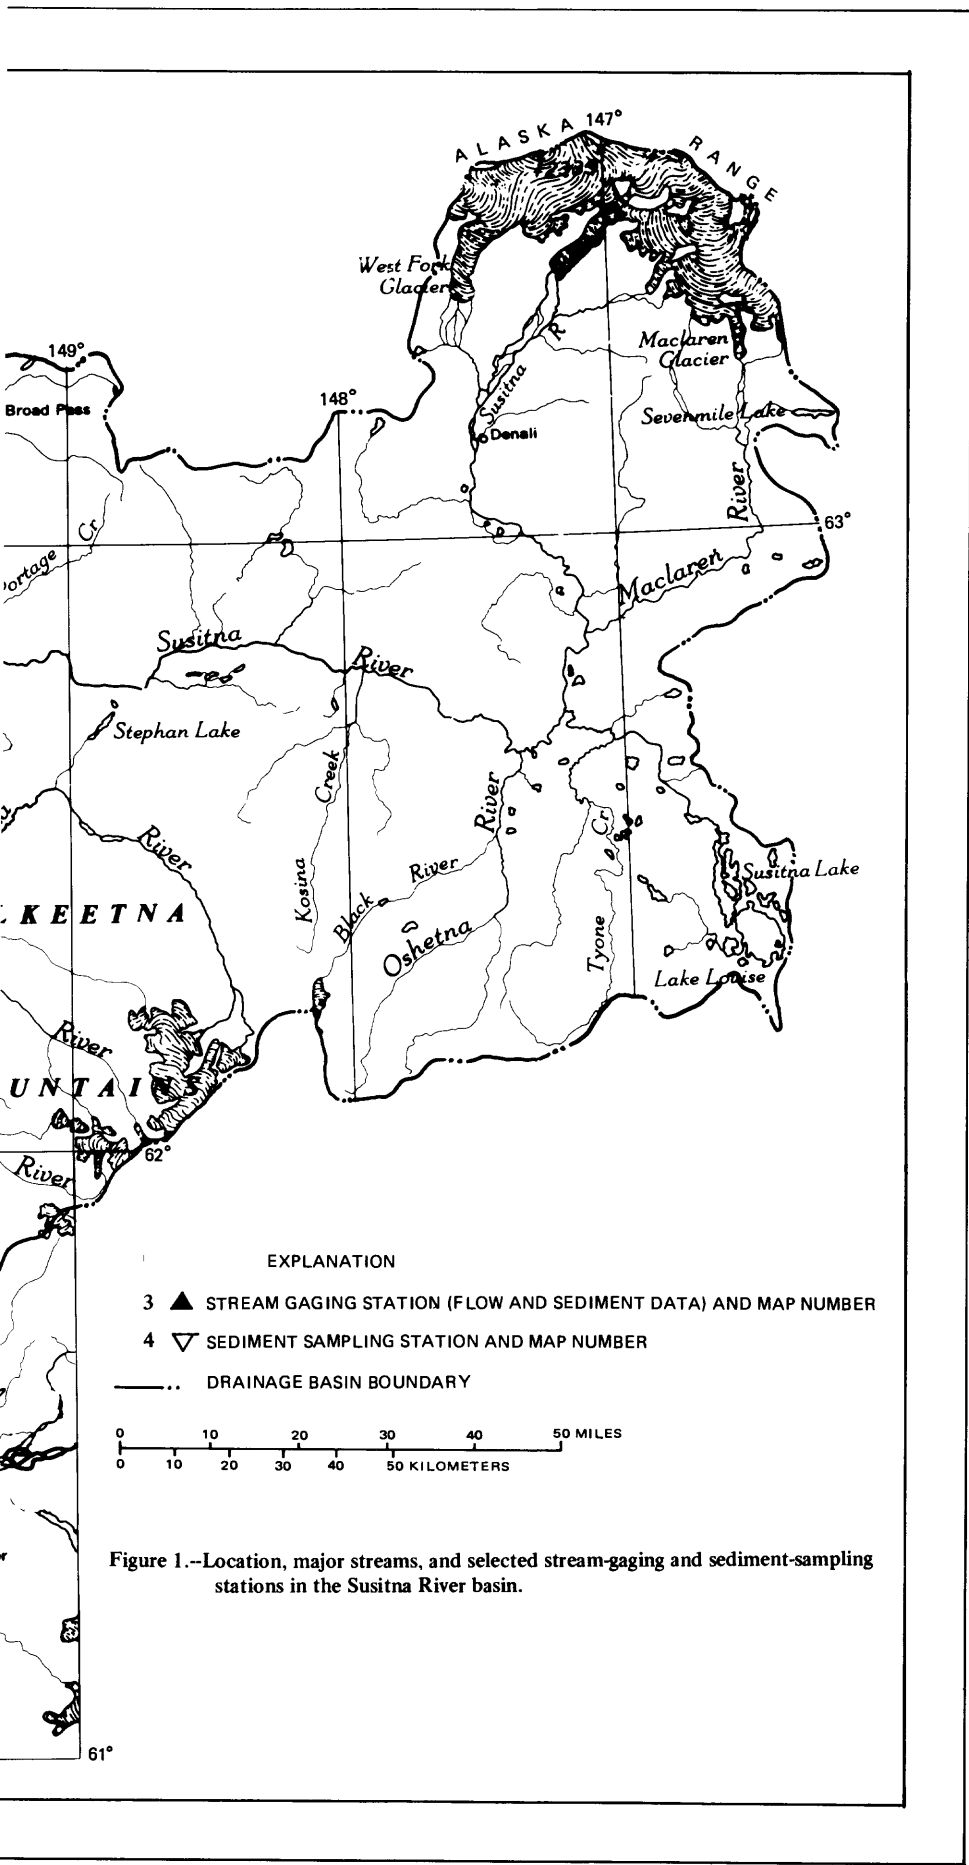 ALASKA
147°
RANGE
West Fork
Glacier
149°
Broad Pass
148°
Maclaren
Glacier
Susitna
R
Sevenmile Lake
Denali
River
63°
Cr
Maclaren
Susitna
River
Stephan Lake
Creek
River
River
Cr
Susitna Lake
River
KEETNA
Kosina
Black
Oshetna
Tyone
Lake Louise
River
UNTAINS
62°
River
EXPLANATION
3 ▲ STREAM GAGING STATION (FLOW AND SEDIMENT DATA) AND MAP NUMBER
4 ▽ SEDIMENT SAMPLING STATION AND MAP NUMBER
DRAINAGE BASIN BOUNDARY
0 10 20 30 40 50 MILES
0 10 20 30 40 50 KILOMETERS
Figure 1.--Location, major streams, and selected stream-gaging and sediment-sampling
stations in the Susitna River basin.
61°